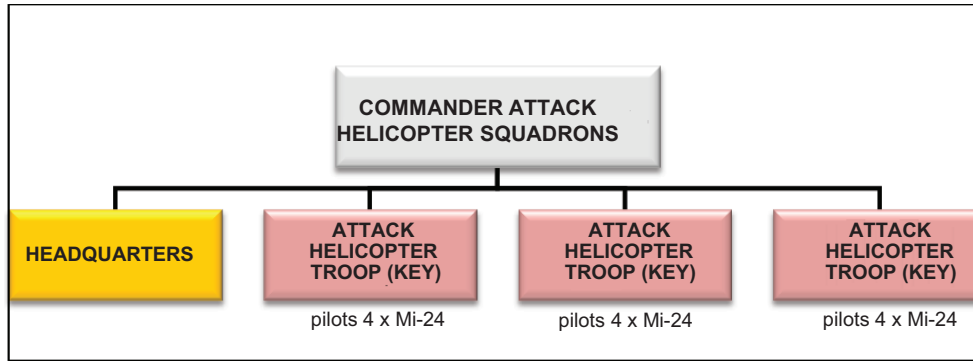 COMMANDER ATTACK
HELICOPTER SQUADRONS
HEADQUARTERS
ATTACK
HELICOPTER
TROOP (KEY)
pilots 4 x Mi-24
ATTACK
HELICOPTER
TROOP (KEY)
pilots 4 x Mi-24
ATTACK
HELICOPTER
TROOP (KEY)
pilots 4 x Mi-24